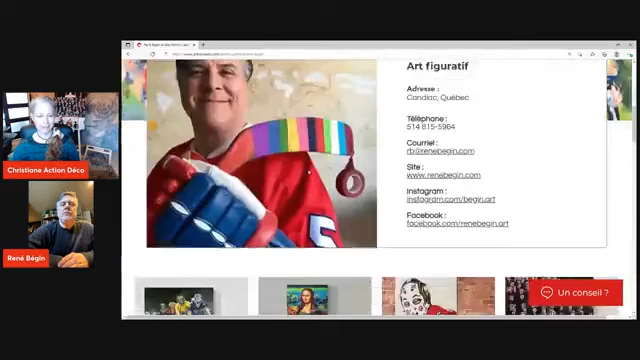 Art figuratif
Adresse :
Candiac, Québec
Téléphone :
514 815-5964
Courriel :
rb@renebegin.com
Site :
www.renebegin.com
Instagram :
Instagram.com/begin.art
Facebook :
facebook.com/renebegin.art
Christiane Action Déco
René Bégin
5
Un conseil ?